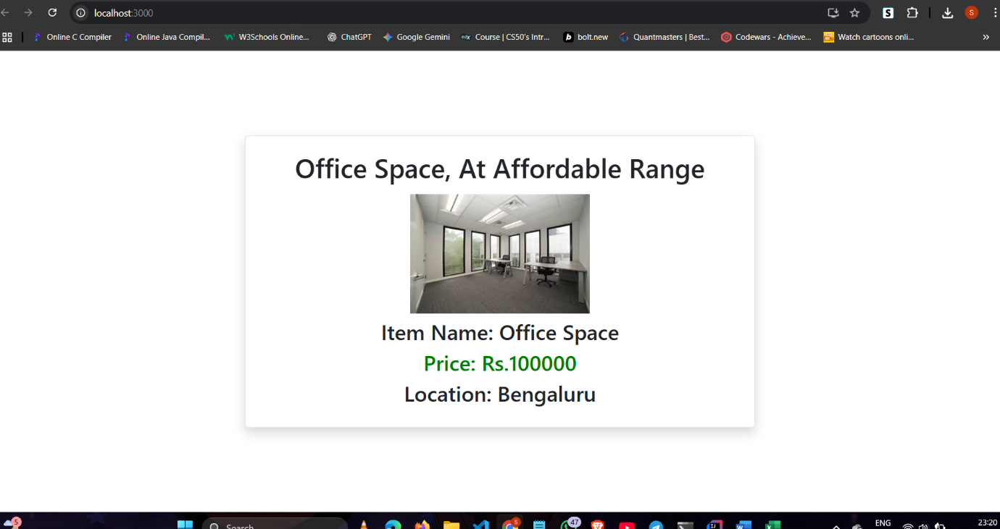 localhost:3000
S
S
Online C Compiler
Online Java Compil...
W3Schools Online...
ChatGPT
edX Course | CS50's Intr...
Google Gemini
b bolt.new
Quantmasters | Best...
Codewars - Achieve...
Watch cartoons onli...
»
Office Space, At Affordable Range
Item Name: Office Space
Price: Rs.100000
Location: Bengaluru
5
Search
S
47
IJ
W
X
ENG
23:20